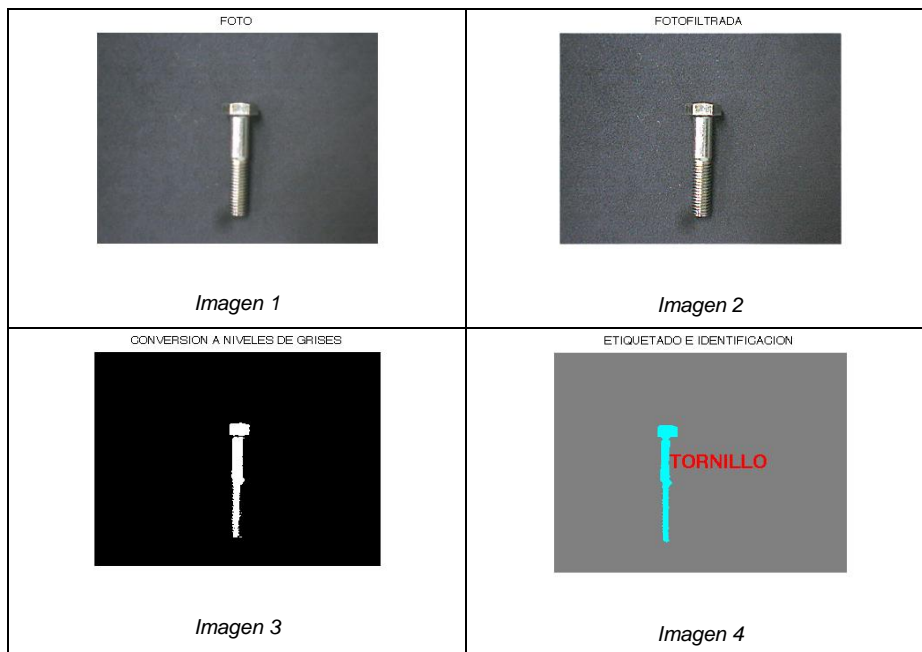 FOTO
Imagen 1
FOTOFILTRADA
Imagen 2
CONVERSION A NIVELES DE GRISES
Imagen 3
ETIQUETADO E IDENTIFICACION
TORNILLO
Imagen 4